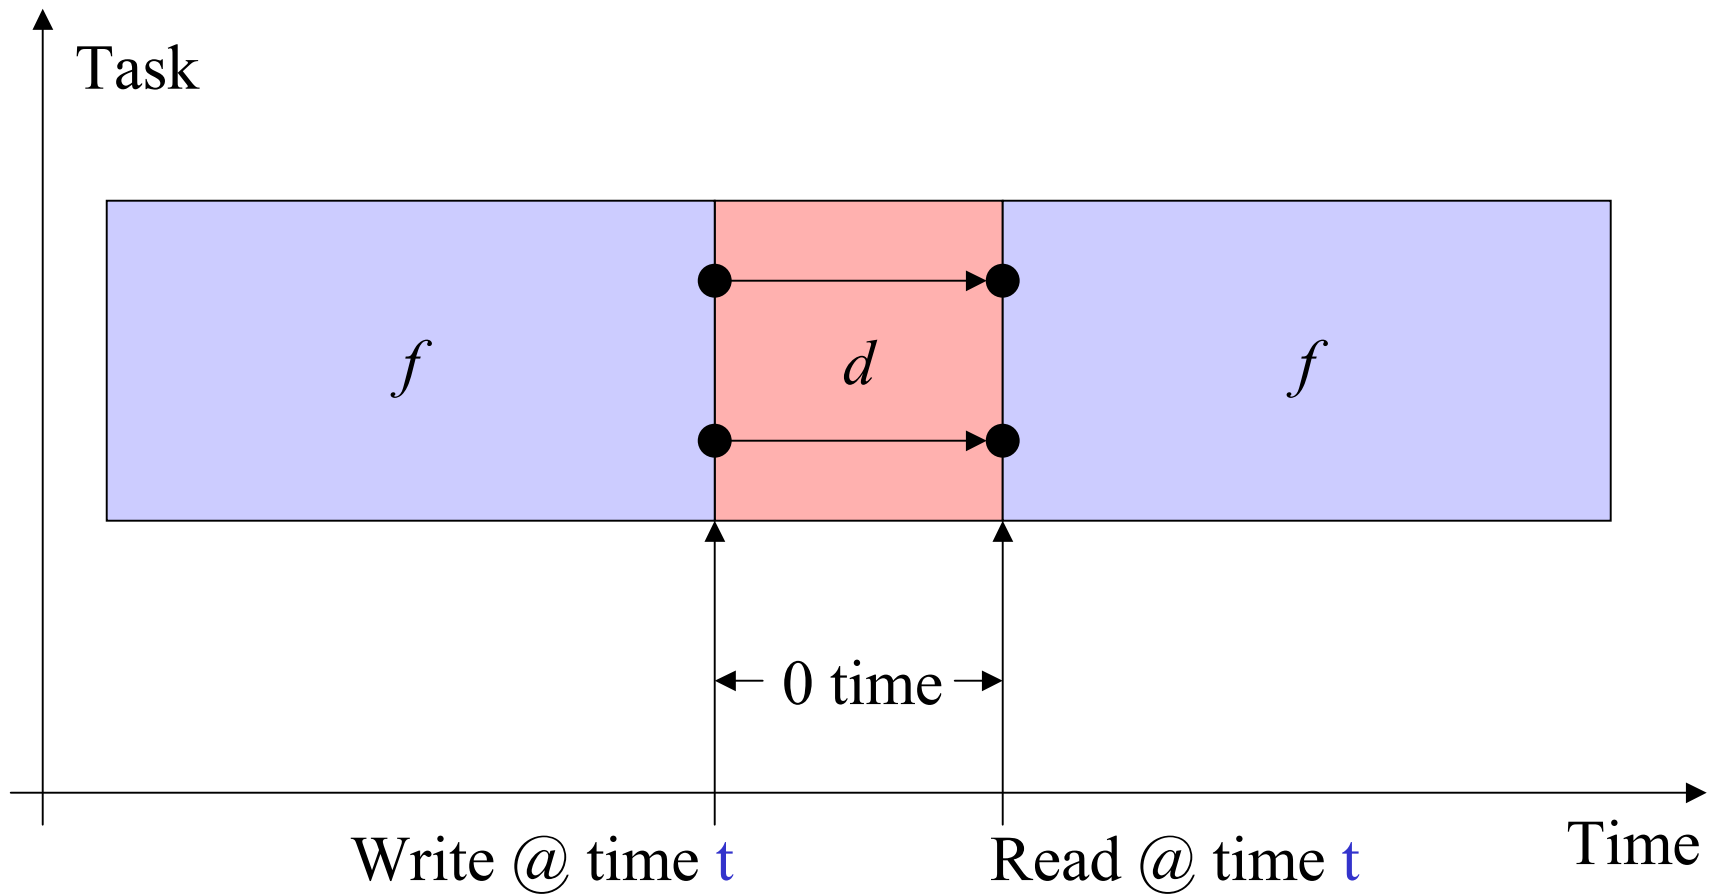 Task
f
d
f
0 time
Time
Write @ time t
Read @ time t